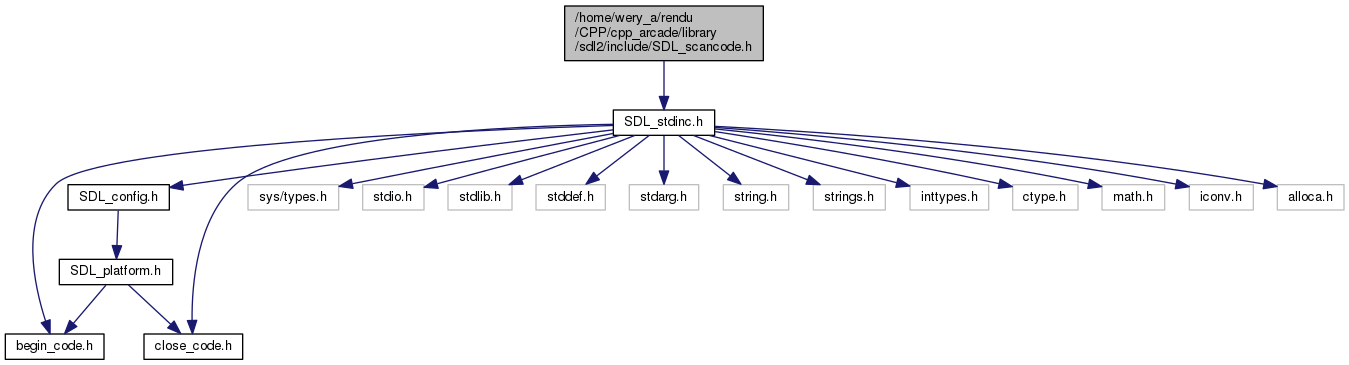 /home/wery_a/rendu
/CPP/cpp_arcade/library
/sdl2/include/SDL_scancode.h
SDL_stdinc.h
SDL_config.h
sys/types.h
stdio.h
stdlib.h
stddef.h
stdarg.h
string.h
strings.h
inttypes.h
ctype.h
math.h
iconv.h
alloca.h
SDL_platform.h
begin_code.h
close_code.h